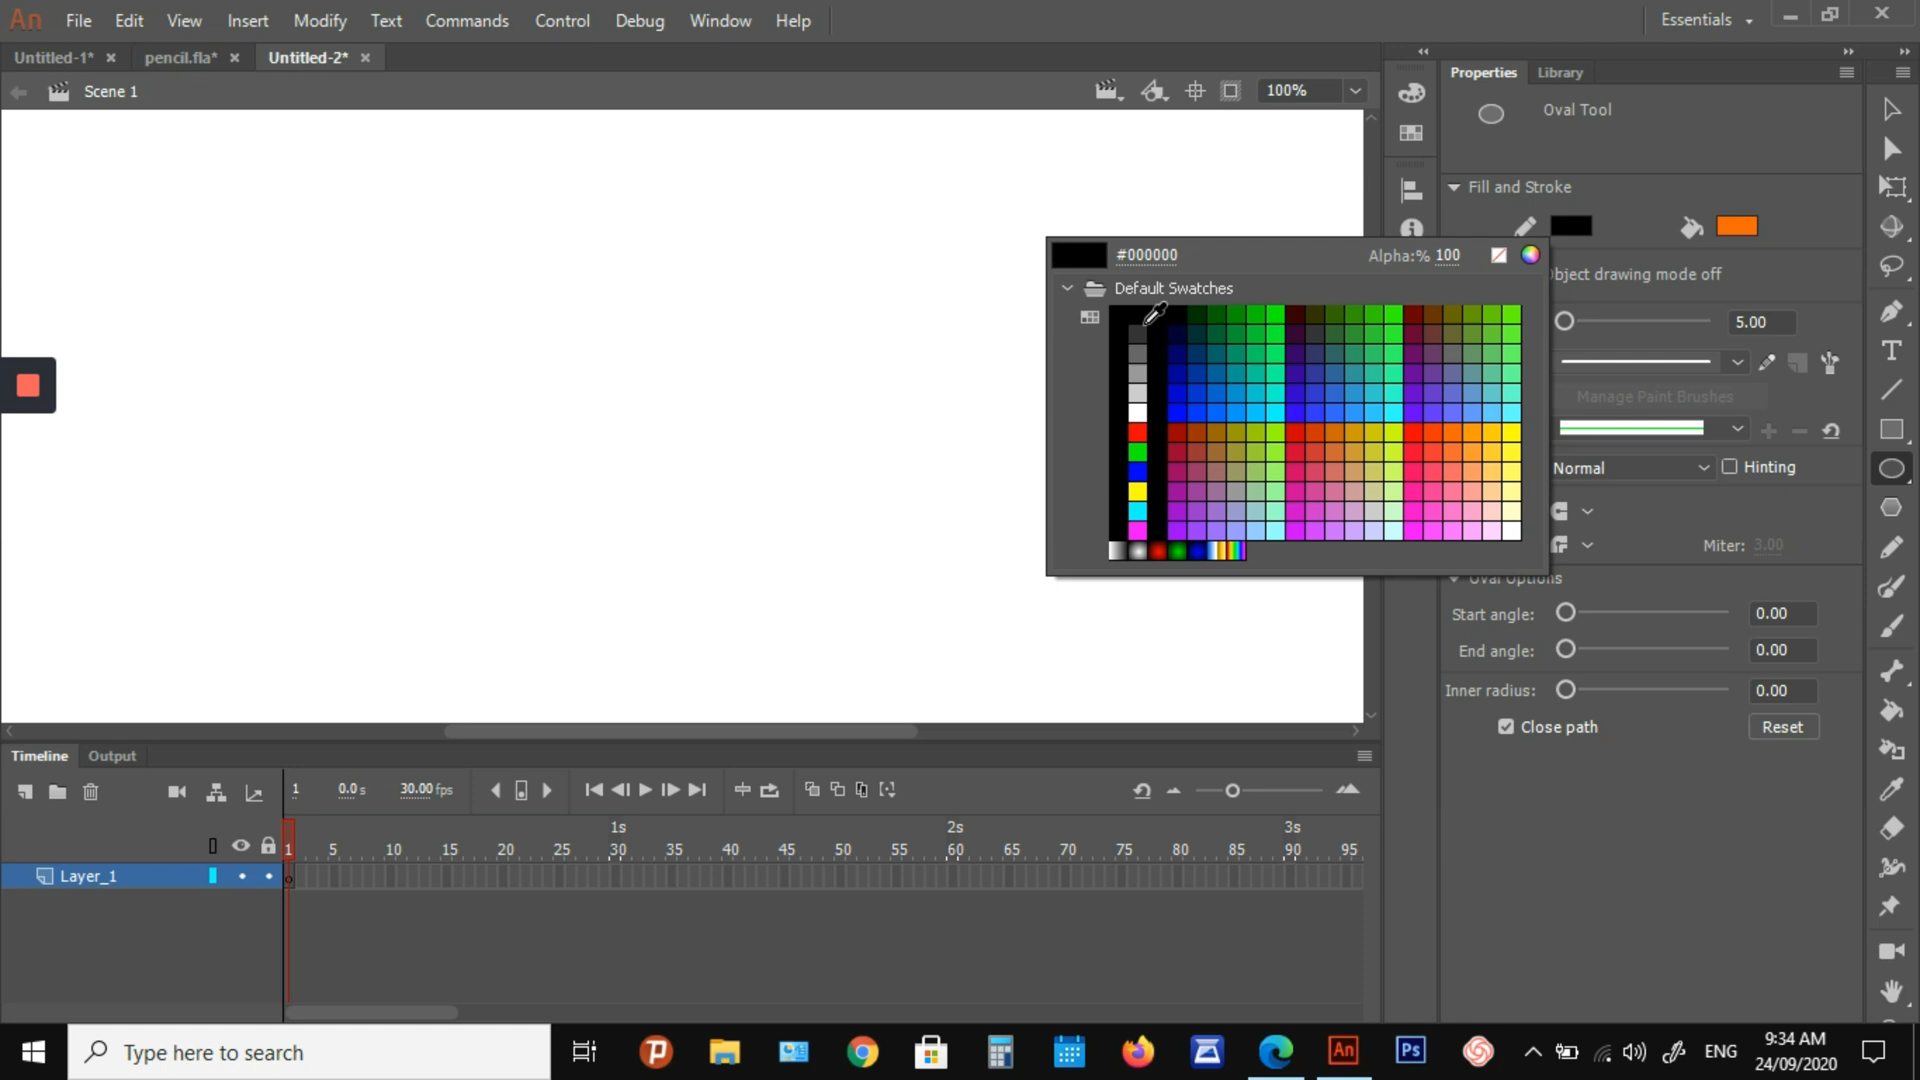 An File Edit View Insert Modify Text Commands Control Debug Window Help Essentials
Untitled-1* pencil.fla* Untitled-2*
Scene 1 100%
Properties Library
Oval Tool
Fill and Stroke
#000000 Alpha:% 100
Default Swatches
Object drawing mode off
5.00
Manage Paint Brushes
Normal Hinting
Miter: 3.00
Oval Options
Start angle: 0.00
End angle: 0.00
Inner radius: 0.00
Close path Reset
Timeline Output
1 0.0 s 30.00 fps
1s 2s 3s
1 5 10 15 20 25 30 35 40 45 50 55 60 65 70 75 80 85 90 95
Layer_1
Type here to search
An Ps ENG
9:34 AM
24/09/2020